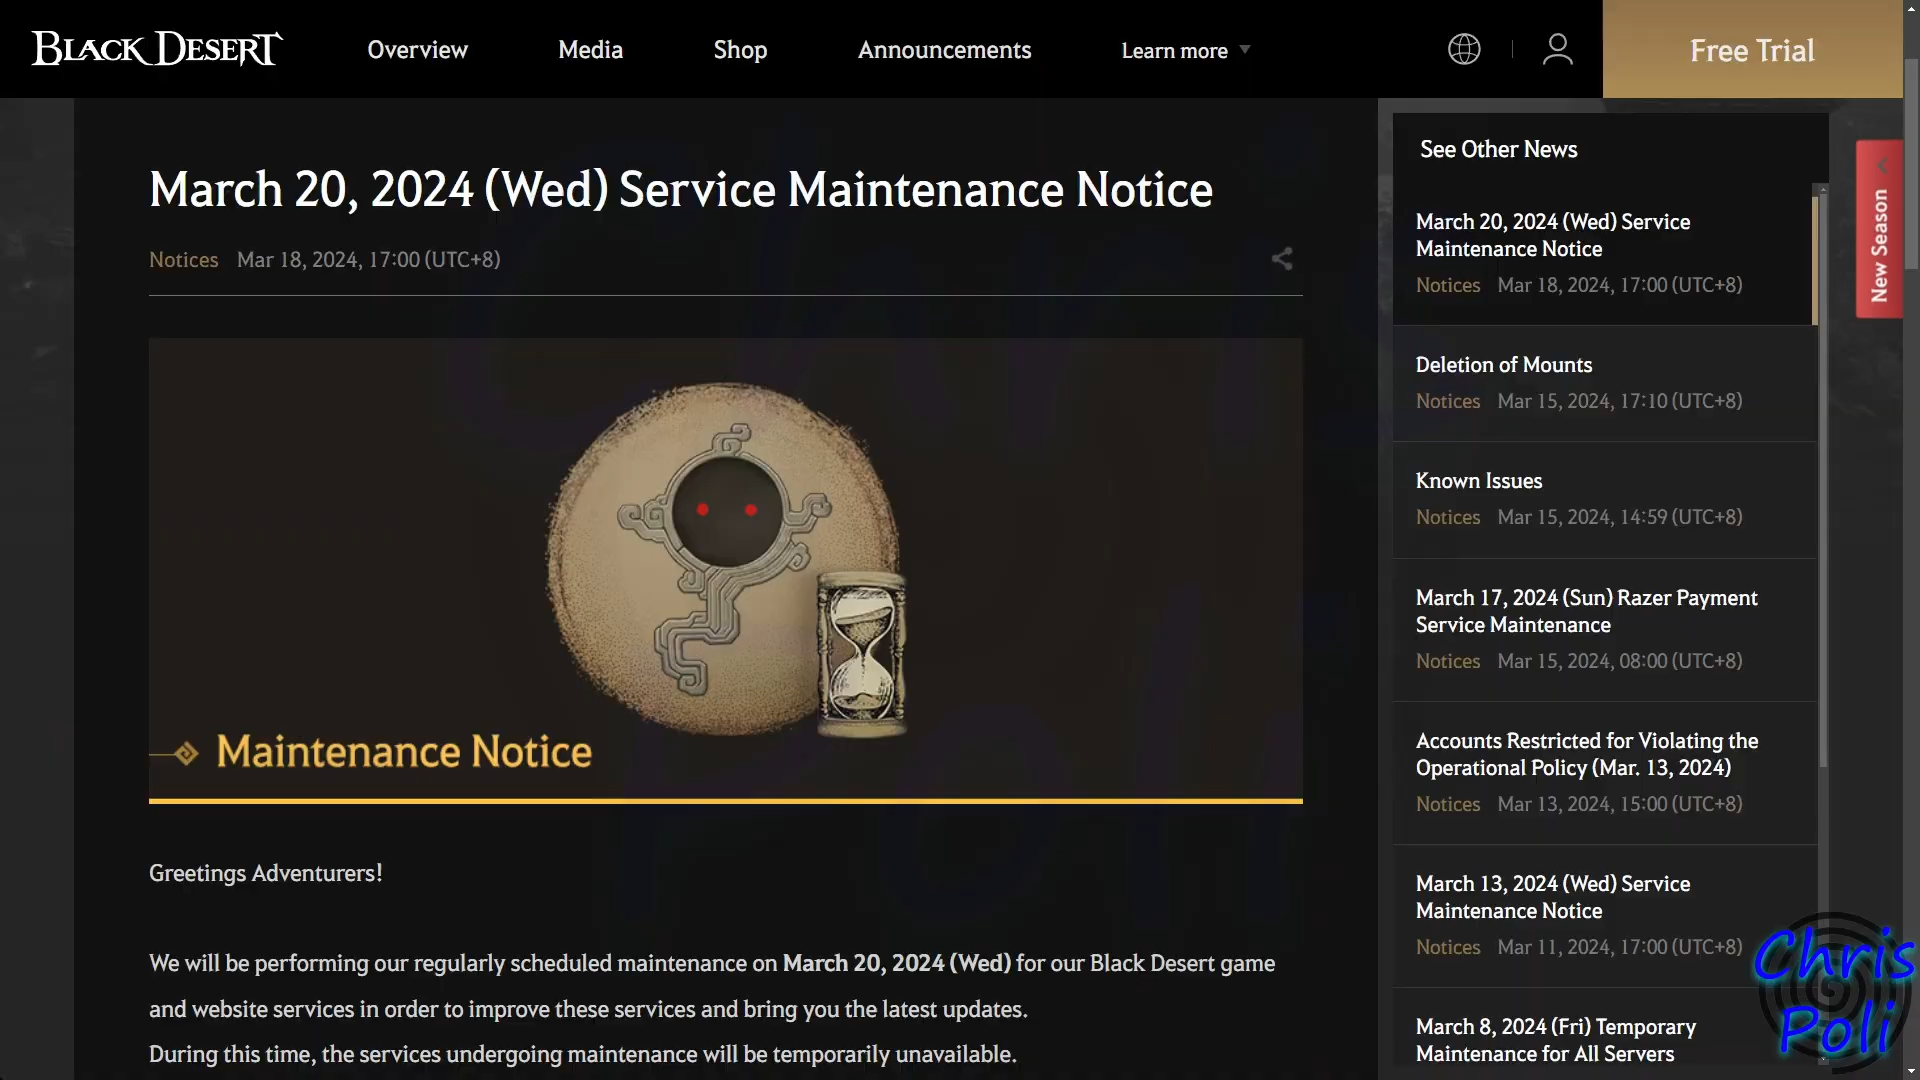 BLACK DESERT
Overview
Media
Shop
Announcements
Learn more
Free Trial
March 20, 2024 (Wed) Service Maintenance Notice
Notices Mar 18, 2024, 17:00 (UTC+8)
Maintenance Notice
Greetings Adventurers!
We will be performing our regularly scheduled maintenance on March 20, 2024 (Wed) for our Black Desert game
and website services in order to improve these services and bring you the latest updates.
During this time, the services undergoing maintenance will be temporarily unavailable.
See Other News
March 20, 2024 (Wed) Service
Maintenance Notice
Notices Mar 18, 2024, 17:00 (UTC+8)
Deletion of Mounts
Notices Mar 15, 2024, 17:10 (UTC+8)
Known Issues
Notices Mar 15, 2024, 14:59 (UTC+8)
March 17, 2024 (Sun) Razer Payment
Service Maintenance
Notices Mar 15, 2024, 08:00 (UTC+8)
Accounts Restricted for Violating the
Operational Policy (Mar. 13, 2024)
Notices Mar 13, 2024, 15:00 (UTC+8)
March 13, 2024 (Wed) Service
Maintenance Notice
Notices Mar 11, 2024, 17:00 (UTC+8)
March 8, 2024 (Fri) Temporary
Maintenance for All Servers
New Season
Chris
Poli